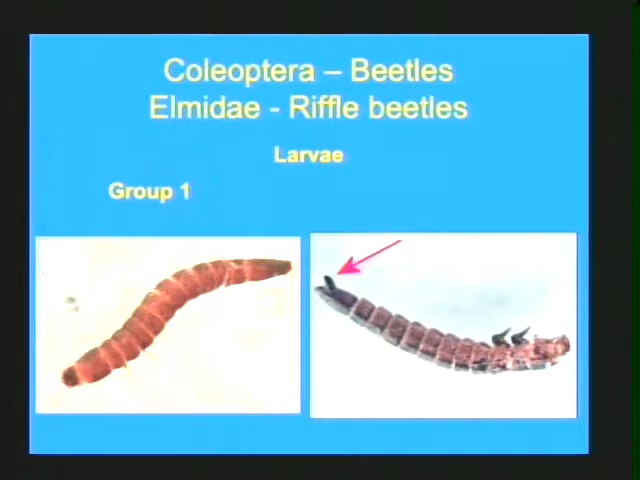 Coleoptera – Beetles
Elmidae - Riffle beetles
Larvae
Group 1